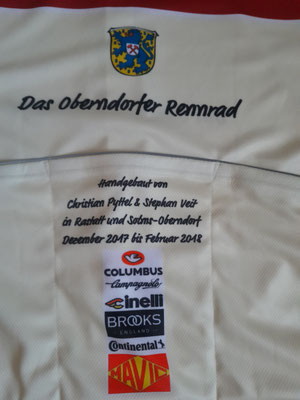 Das Oberndorfer Rennrad
Handgebaut von
Christian Pyttel & Stephan Veit
in Rastatt und Solms-Oberndorf
Dezember 2017 bis Februar 2018
COLUMBUS
Campagnolo
cinelli
BROOKS
ENGLAND
Continental
MAVIC